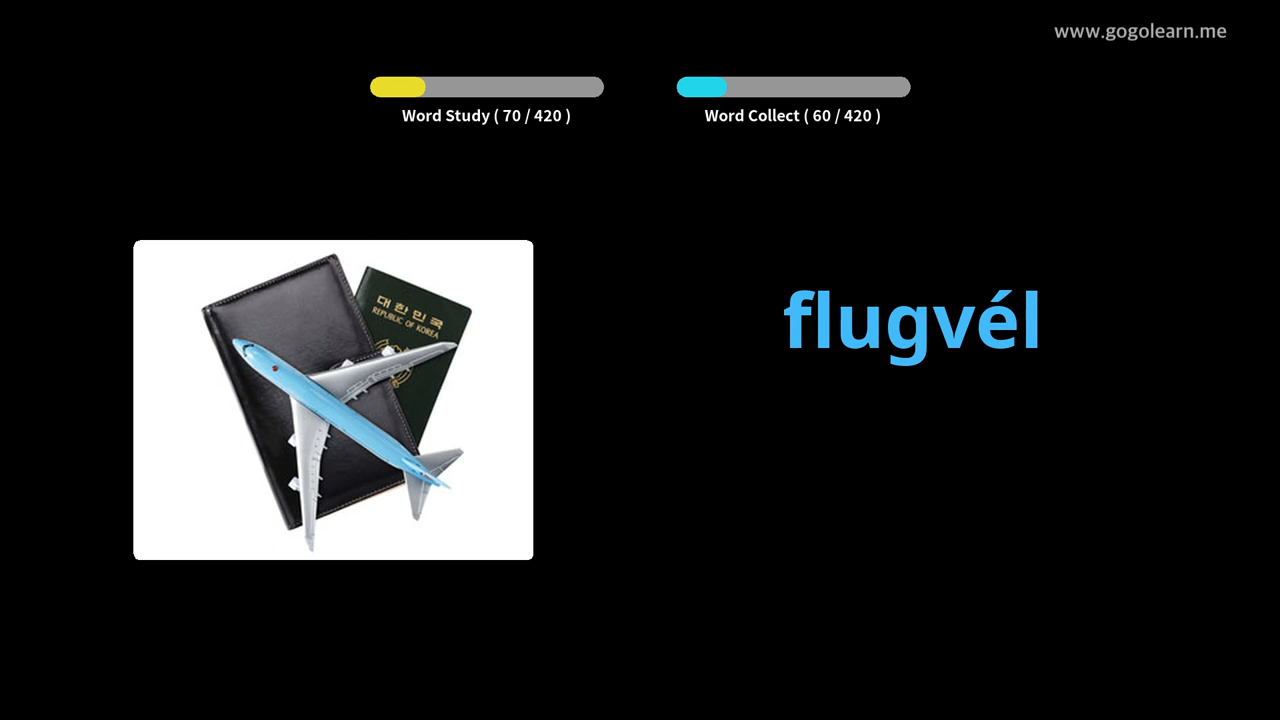 www.gogolearn.me
Word Study ( 70 / 420 )
Word Collect ( 60 / 420 )
대한민국
REPUBLIC OF KOREA
flugvél